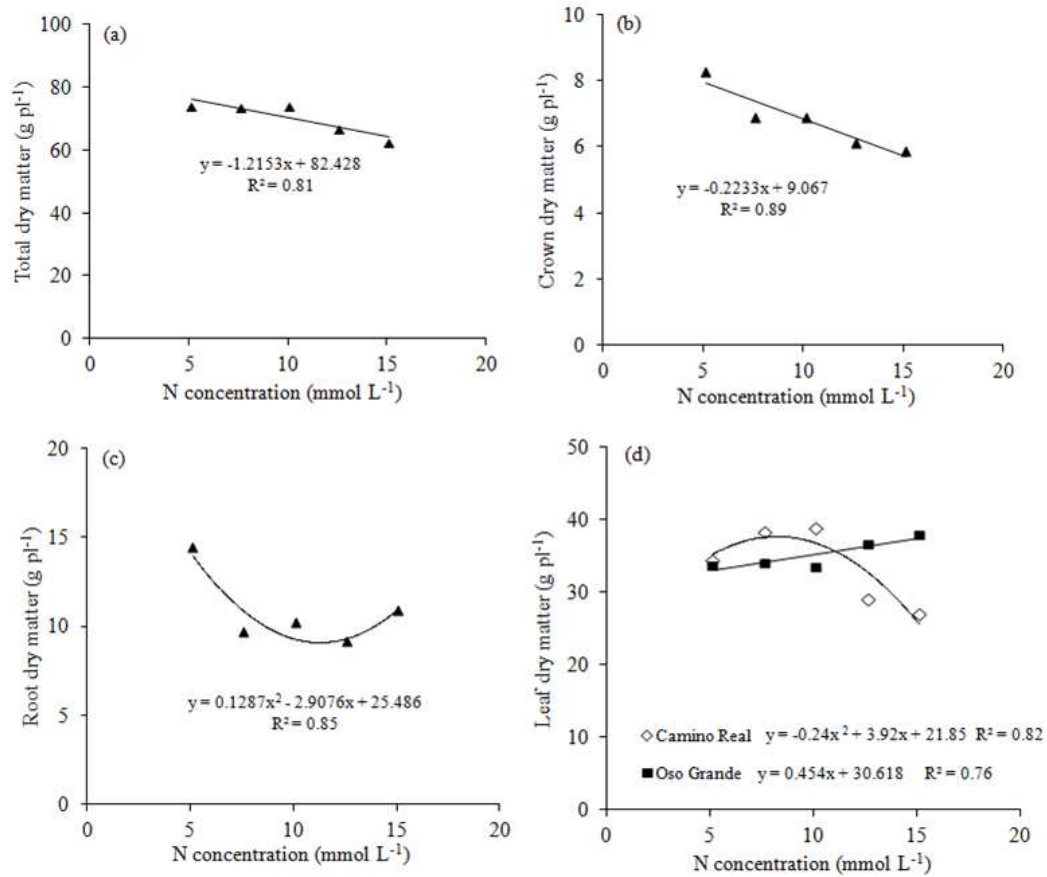 (a)
Total dry matter (g pl⁻¹)
100
80
60
40
20
0
y = -1.2153x + 82.428
R² = 0.81
0 5 10 15 20
N concentration (mmol L⁻¹)
(b)
Crown dry matter (g pl⁻¹)
10
8
6
4
2
0
y = -0.2233x + 9.067
R² = 0.89
0 5 10 15 20
N concentration (mmol L⁻¹)
(c)
Root dry matter (g pl⁻¹)
20
15
10
5
0
y = 0.1287x² - 2.9076x + 25.486
R² = 0.85
0 5 10 15 20
N concentration (mmol L⁻¹)
(d)
Leaf dry matter (g pl⁻¹)
50
40
30
20
10
0
Camino Real y = -0.24x² + 3.92x + 21.85 R² = 0.82
Oso Grande y = 0.454x + 30.618 R² = 0.76
0 5 10 15 20
N concentration (mmol L⁻¹)